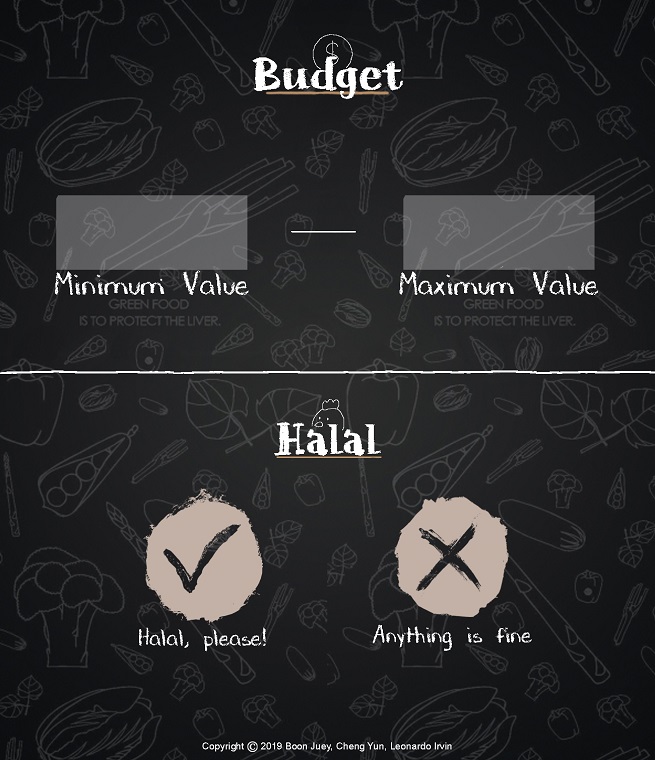 $
Budget
Minimum Value
Maximum Value
GREEN FOOD
IS TO PROTECT THE LIVER.
GREEN FOOD
IS TO PROTECT THE LIVER.
Halal
Halal, please!
Anything is fine
Copyright © 2019 Boon Juey, Cheng Yun, Leonardo Irvin